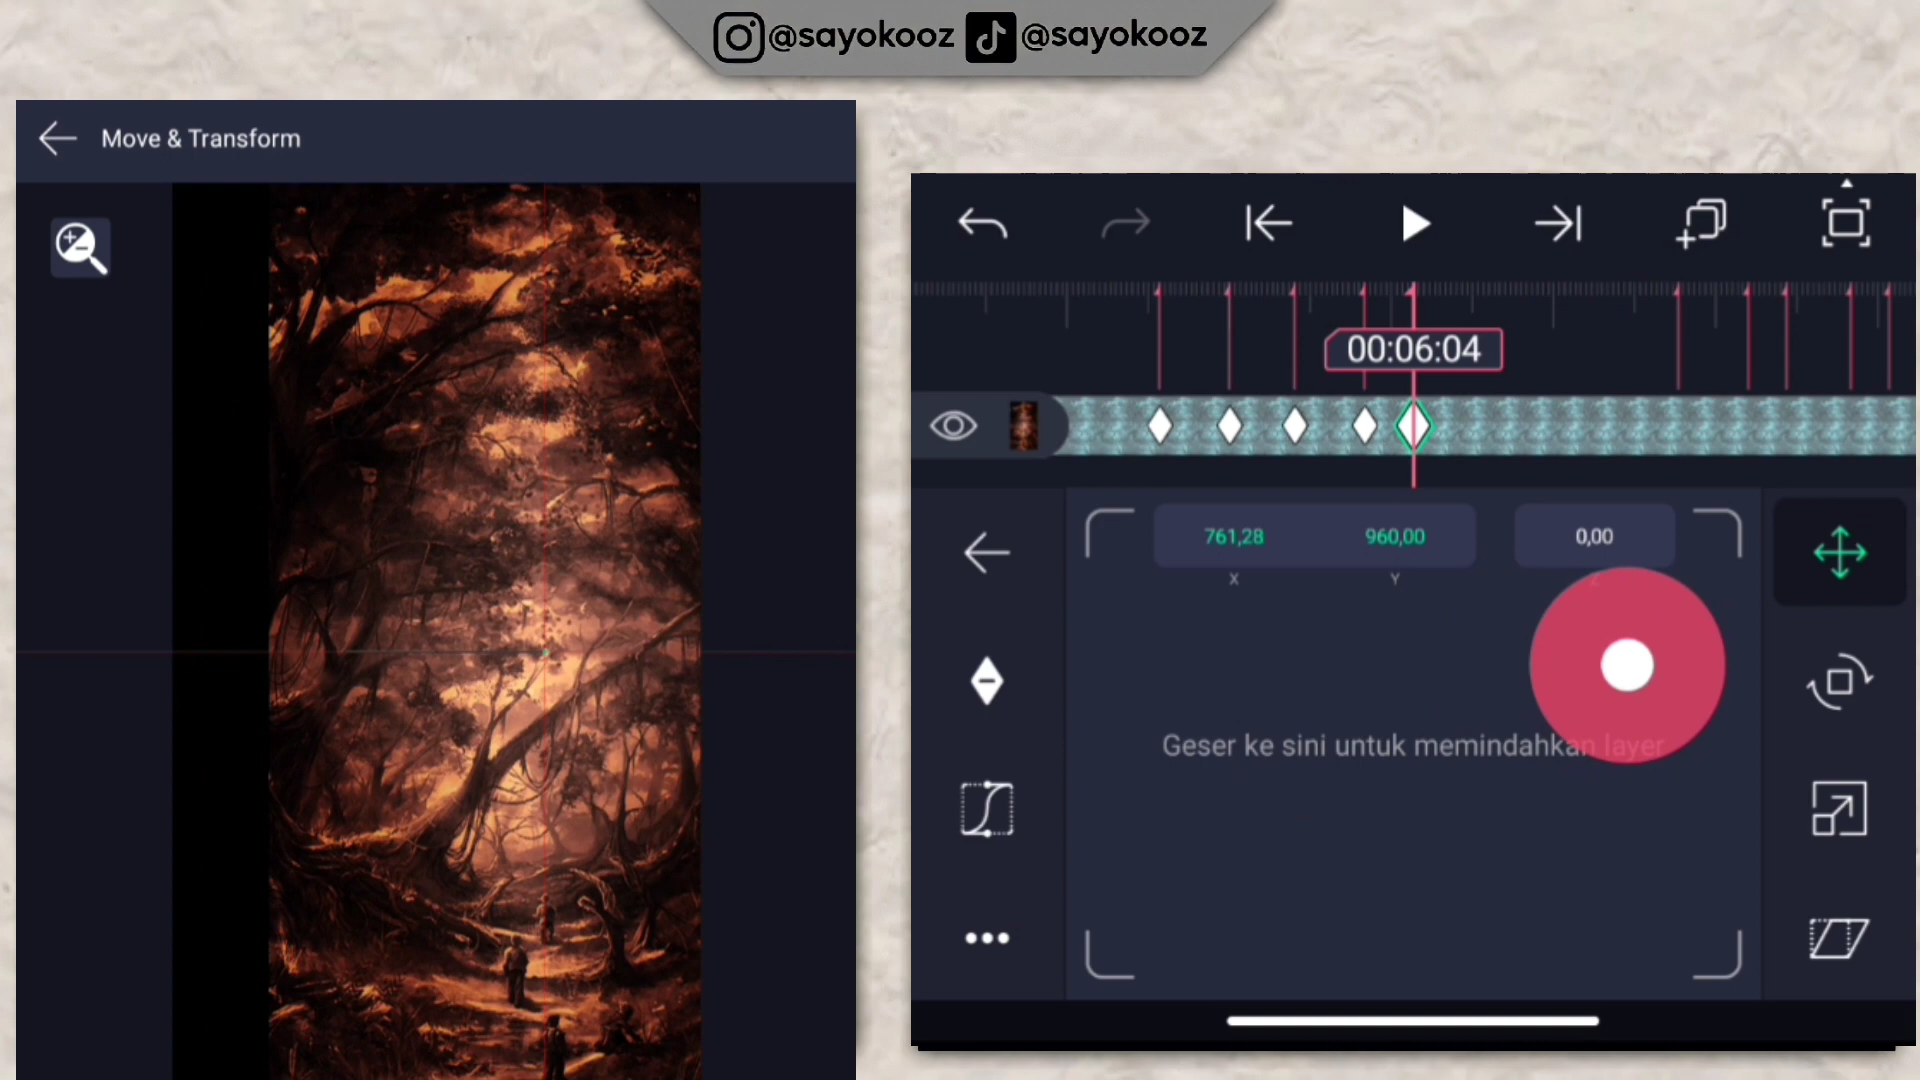 @sayokooz @sayokooz
Move & Transform
00:06:04
761,28 960,00 0,00
X Y
Geser ke sini untuk memindahkan layer